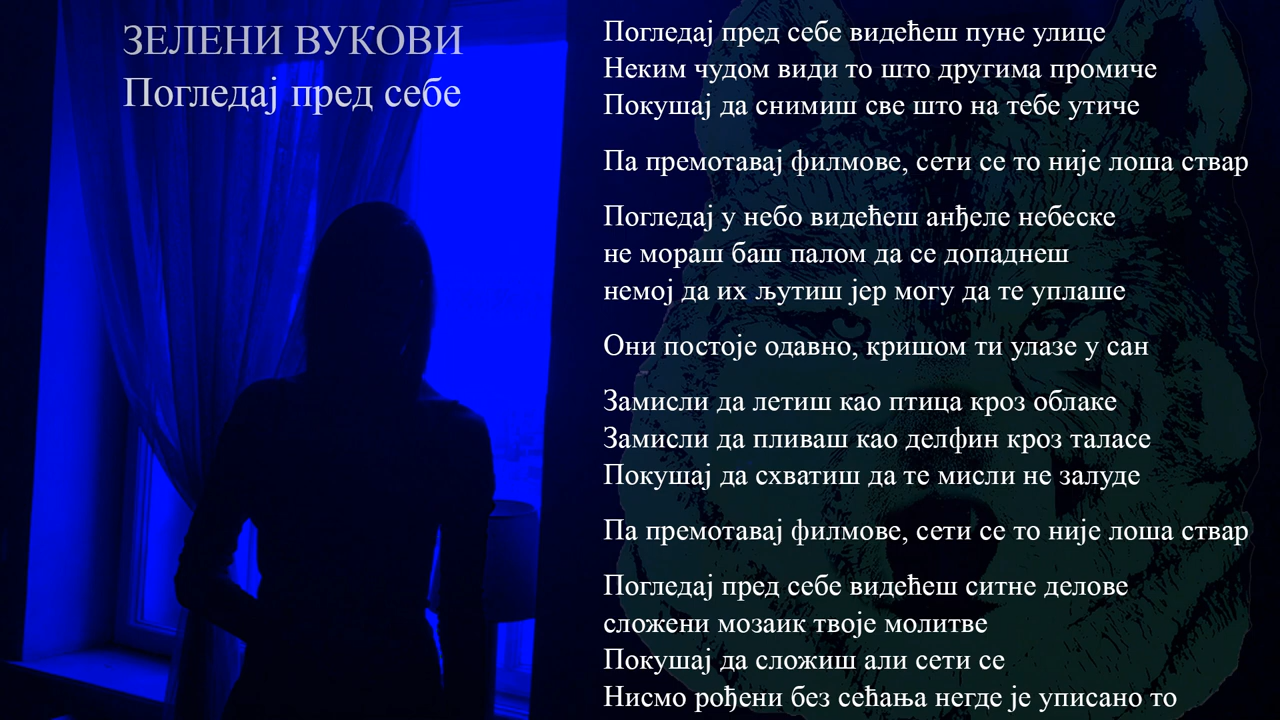 ЗЕЛЕНИ ВУКОВИ
Погледај пред себе
Погледај пред себе видећеш пуне улице
Неким чудом види то што другима промиче
Покушај да снимиш све што на тебе утиче
Па премотавај филмове, сети се то није лоша ствар
Погледај у небо видећеш анђеле небеске
не мораш баш палом да се допаднеш
немој да их љутиш јер могу да те уплаше
Они постоје одавно, кришом ти улазе у сан
Замисли да летиш као птица кроз облаке
Замисли да пливаш као делфин кроз таласе
Покушај да схватиш да те мисли не залуде
Па премотавај филмове, сети се то није лоша ствар
Погледај пред себе видећеш ситне делове
сложени мозаик твоје молитве
Покушај да сложиш али сети се
Нисмо рођени без сећања негде је уписано то